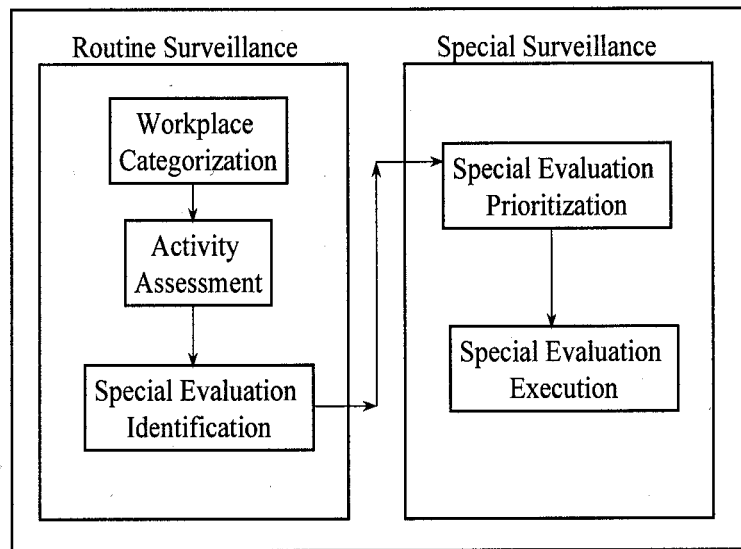 Routine Surveillance
Workplace
Categorization
Activity
Assessment
Special Evaluation
Identification
Special Surveillance
Special Evaluation
Prioritization
Special Evaluation
Execution